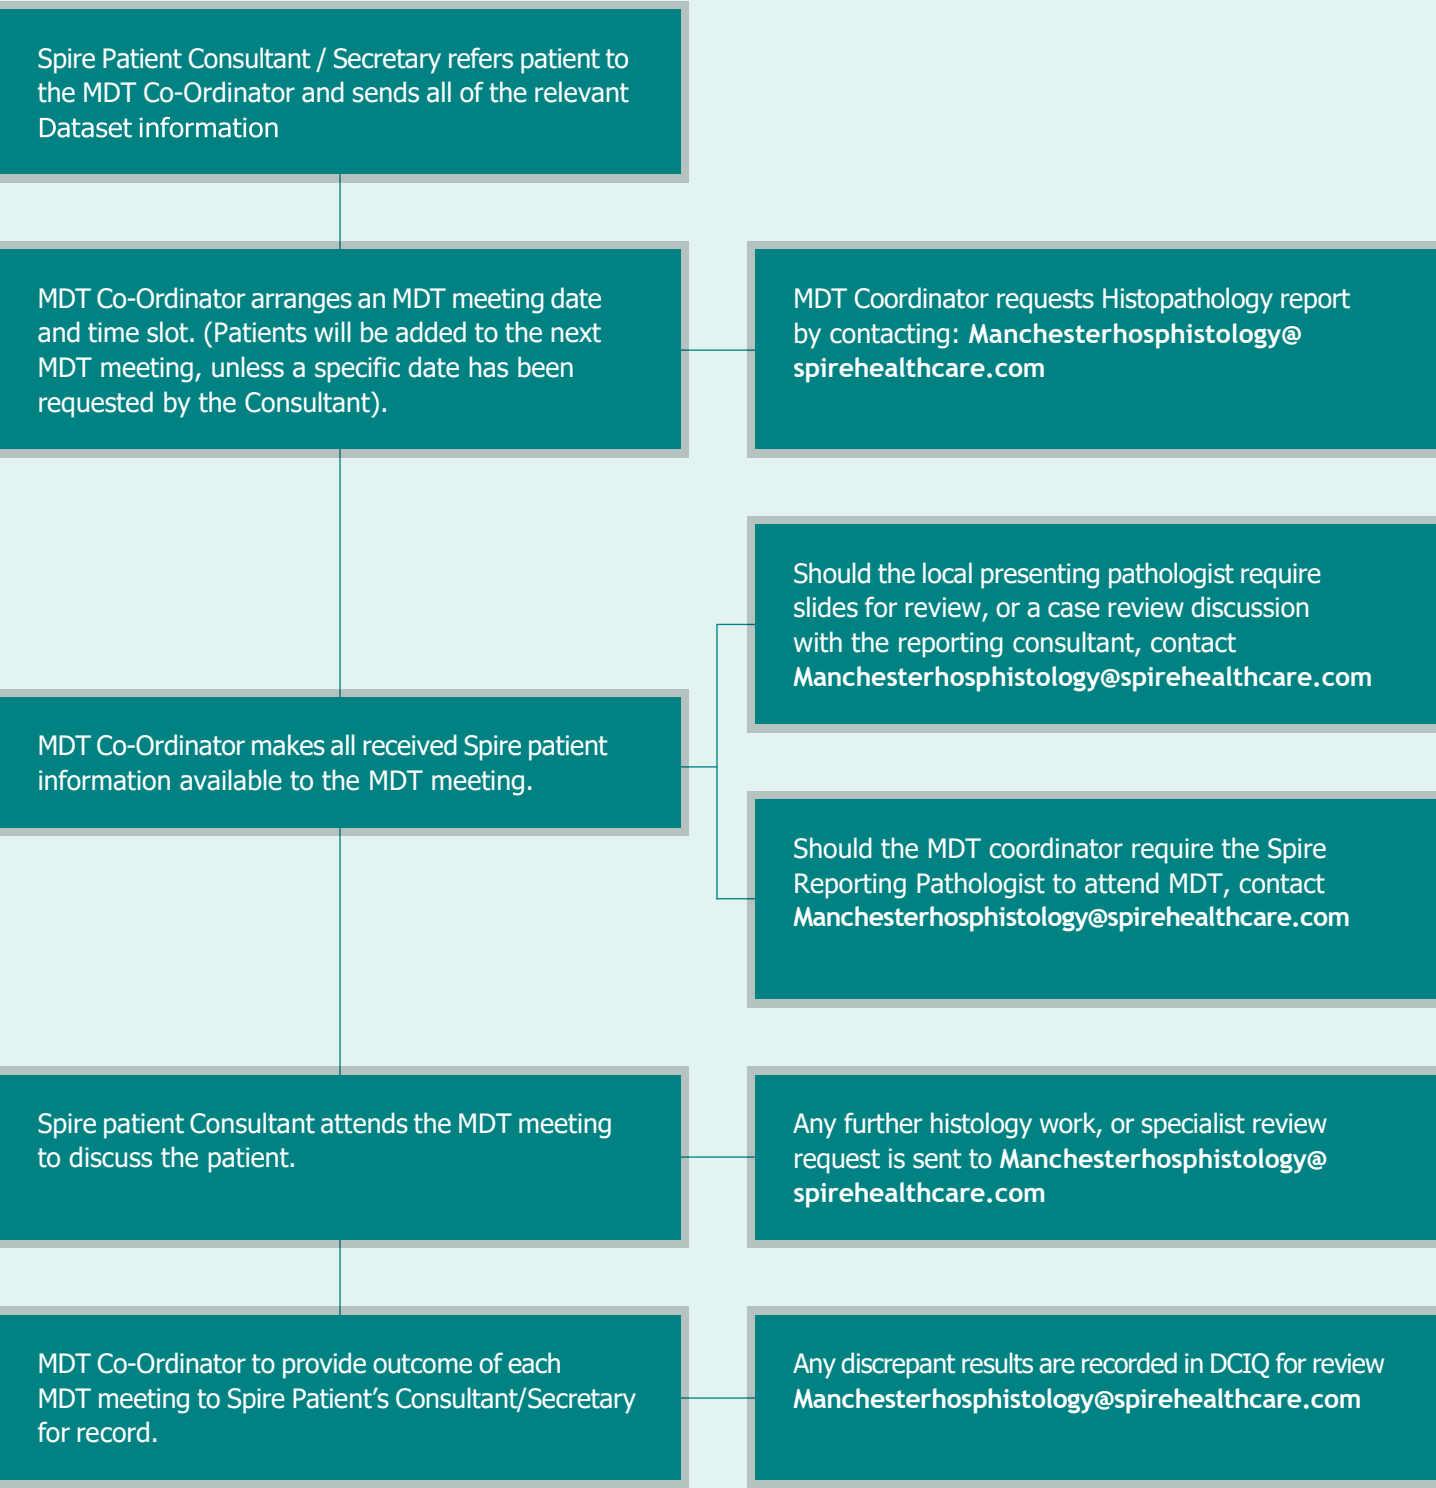 Spire Patient Consultant / Secretary refers patient to
the MDT Co-Ordinator and sends all of the relevant
Dataset information
MDT Co-Ordinator arranges an MDT meeting date
and time slot. (Patients will be added to the next
MDT meeting, unless a specific date has been
requested by the Consultant).
MDT Coordinator requests Histopathology report
by contacting: Manchesterhosphistology@
spirehealthcare.com
Should the local presenting pathologist require
slides for review, or a case review discussion
with the reporting consultant, contact
Manchesterhosphistology@spirehealthcare.com
MDT Co-Ordinator makes all received Spire patient
information available to the MDT meeting.
Should the MDT coordinator require the Spire
Reporting Pathologist to attend MDT, contact
Manchesterhosphistology@spirehealthcare.com
Spire patient Consultant attends the MDT meeting
to discuss the patient.
Any further histology work, or specialist review
request is sent to Manchesterhosphistology@
spirehealthcare.com
MDT Co-Ordinator to provide outcome of each
MDT meeting to Spire Patient’s Consultant/Secretary
for record.
Any discrepant results are recorded in DCIQ for review
Manchesterhosphistology@spirehealthcare.com